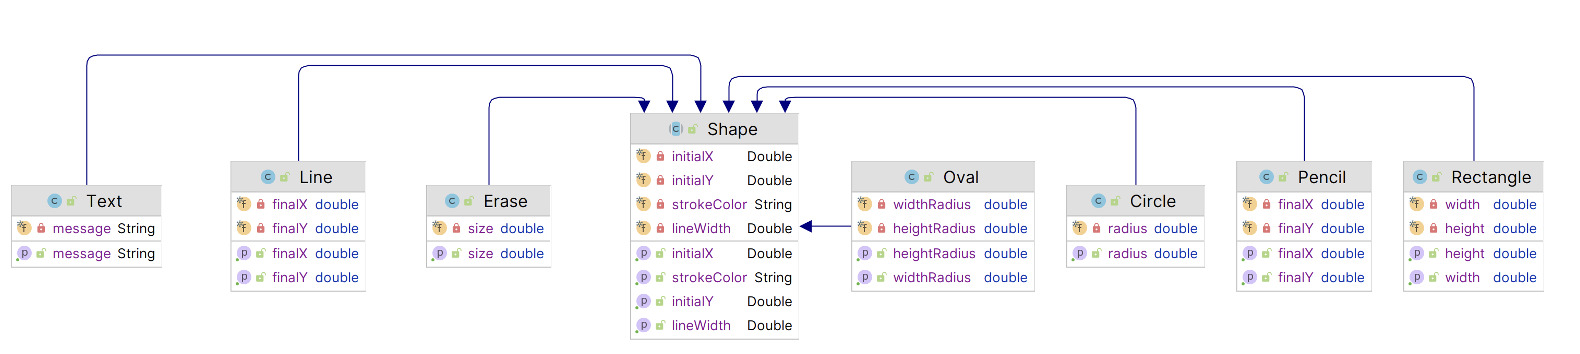 Text
message String
message String
Line
finalX double
finalY double
finalX double
finalY double
Erase
size double
size double
Shape
initialX Double
initialY Double
strokeColor String
lineWidth Double
initialX Double
strokeColor String
initialY Double
lineWidth Double
Oval
widthRadius double
heightRadius double
heightRadius double
widthRadius double
Circle
radius double
radius double
Pencil
finalX double
finalY double
finalX double
finalY double
Rectangle
width double
height double
height double
width double